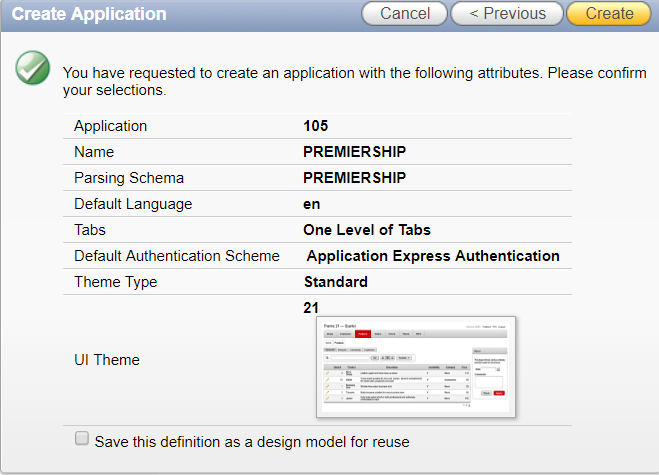 Create Application
Cancel
< Previous
Create
You have requested to create an application with the following attributes. Please confirm
your selections.
Application 105
Name PREMIERSHIP
Parsing Schema PREMIERSHIP
Default Language en
Tabs One Level of Tabs
Default Authentication Scheme Application Express Authentication
Theme Type Standard
21
UI Theme
Save this definition as a design model for reuse